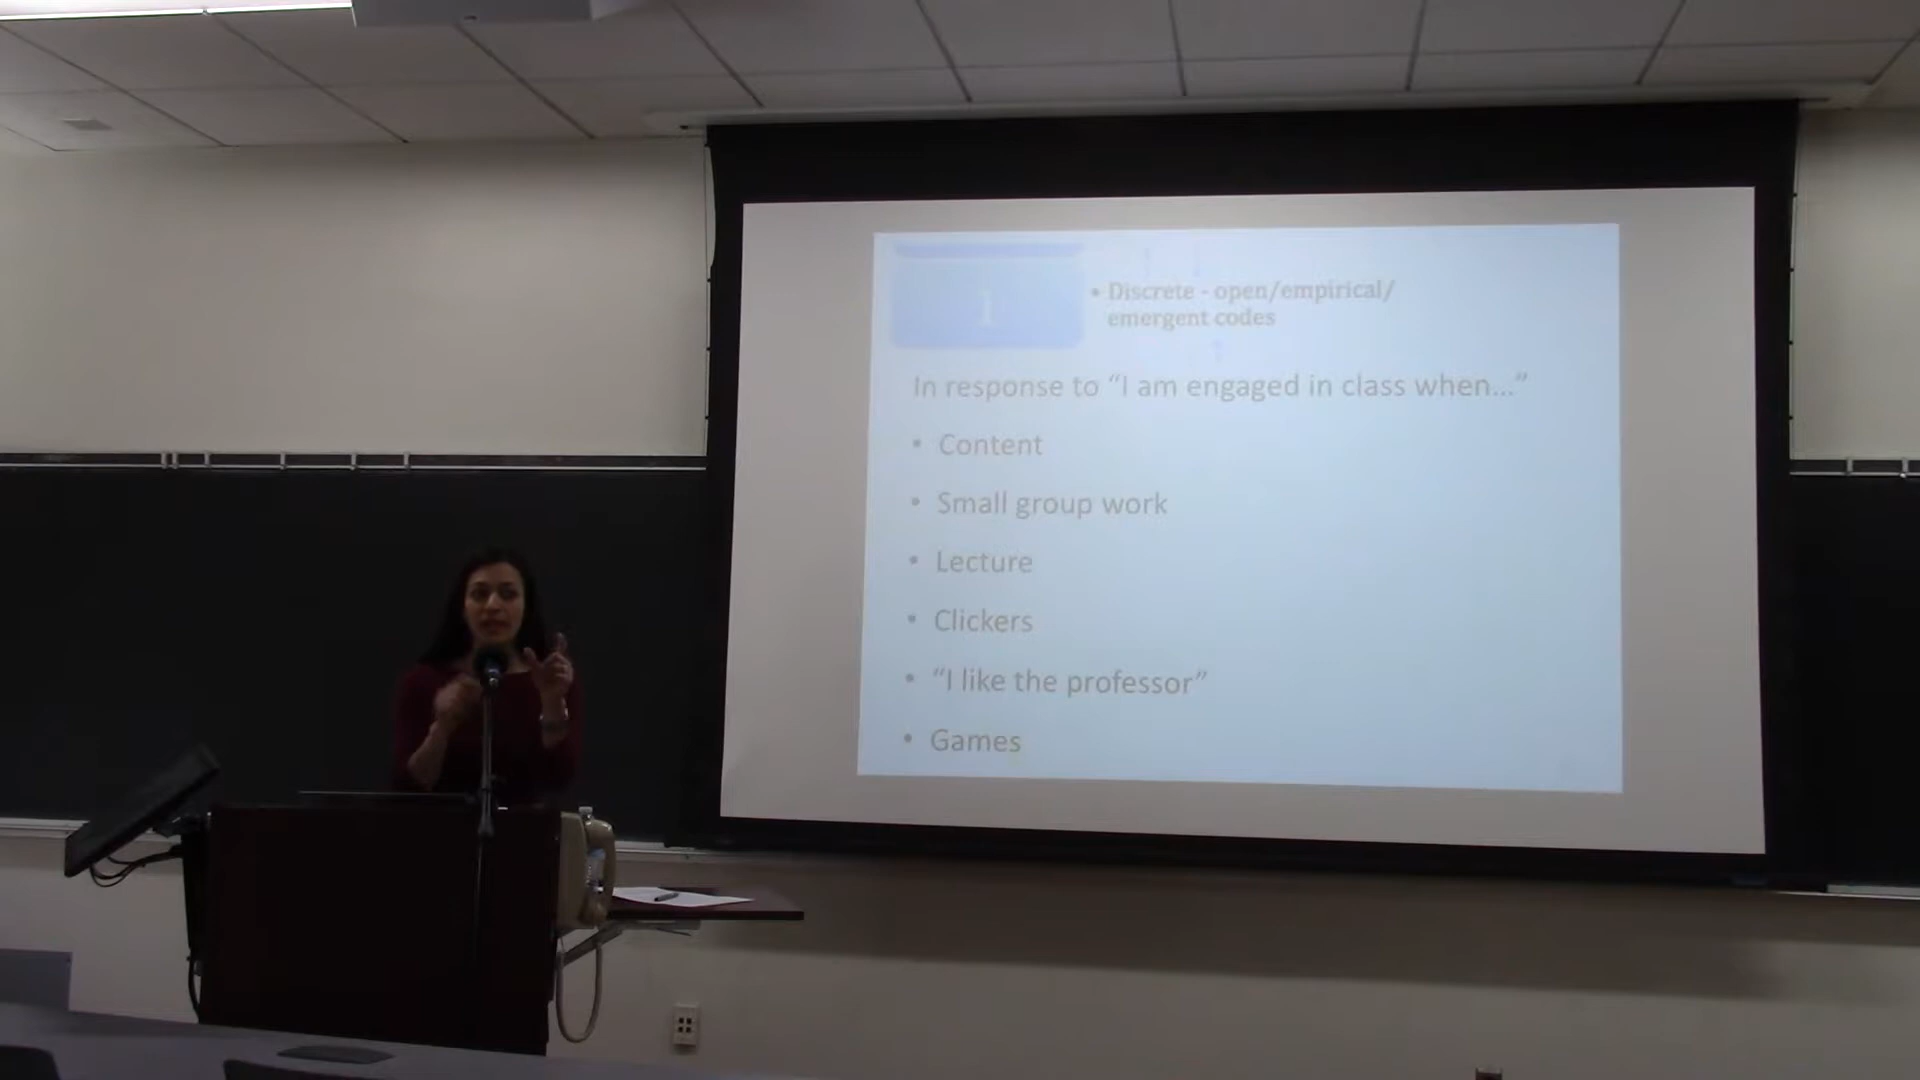 1
• Discrete - open/empirical/
emergent codes
In response to “I am engaged in class when...”
• Content
• Small group work
• Lecture
• Clickers
• “I like the professor”
• Games